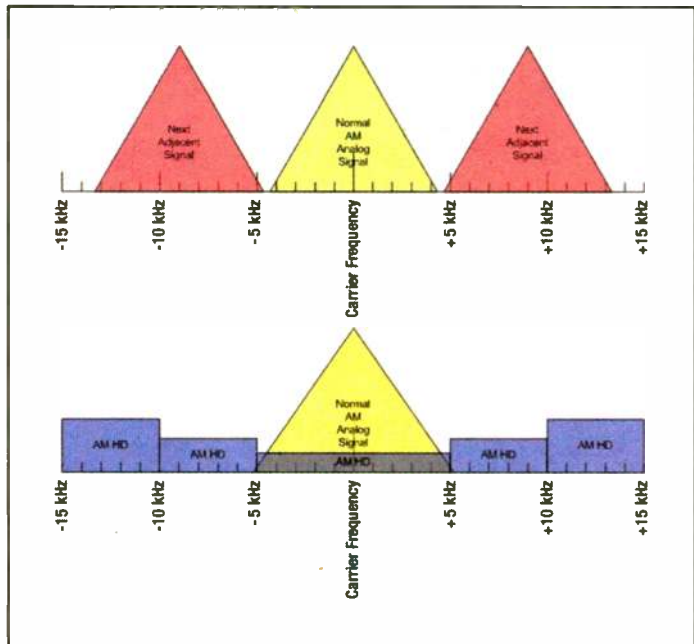 Next
Adjacent
Signal
Normal
AM
Analog
Signal
Next
Adjacent
Signal
-15 kHz
-10 kHz
-5 kHz
Carrier Frequency
+5 kHz
+10 kHz
+15 kHz
Normal
AM
Analog
Signal
AM HD
AM HD
AM HD
AM HD
AM HD
-15 kHz
-10 kHz
-5 kHz
Carrier Frequency
+5 kHz
+10 kHz
+15 kHz